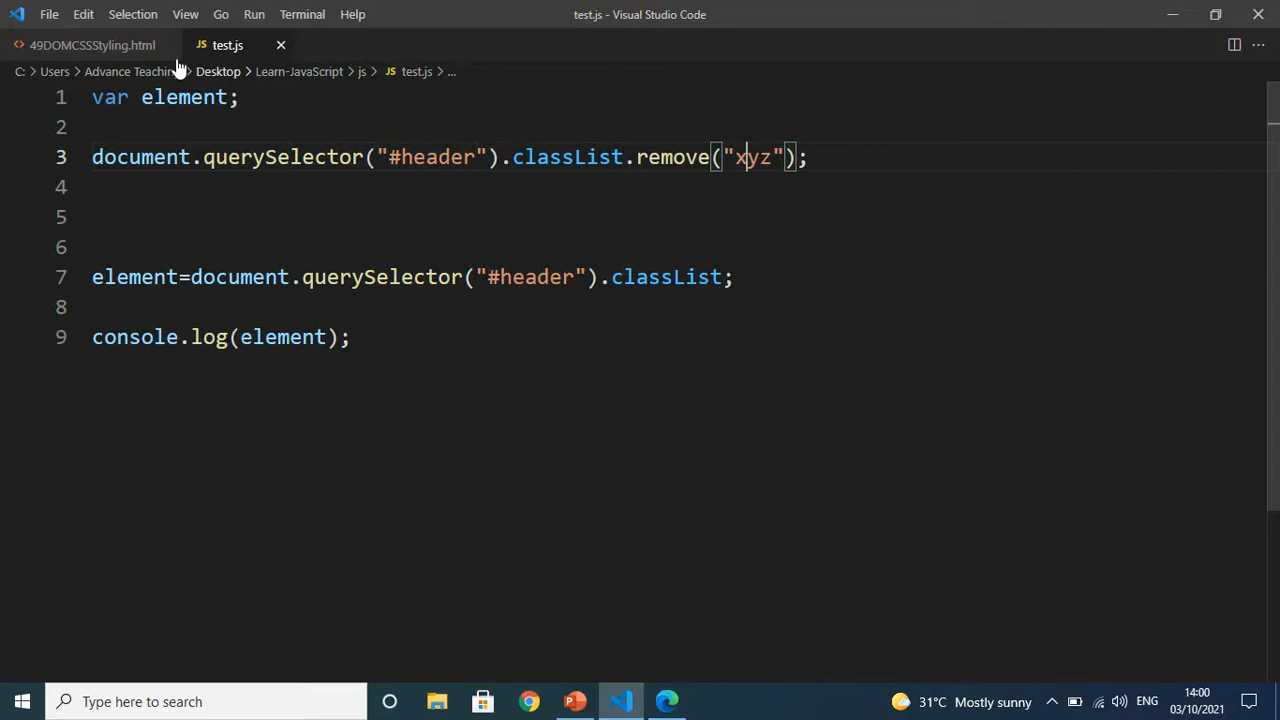 File Edit Selection View Go Run Terminal Help test.js - Visual Studio Code
49DOMCSSStyling.html JS test.js
C: > Users > Advance Teachin > Desktop > Learn-JavaScript > js > JS test.js > ...
1 var element;
2
3 document.querySelector("#header").classList.remove("xyz");
4
5
6
7 element=document.querySelector("#header").classList;
8
9 console.log(element);
Type here to search 31°C Mostly sunny ENG 14:00
03/10/2021